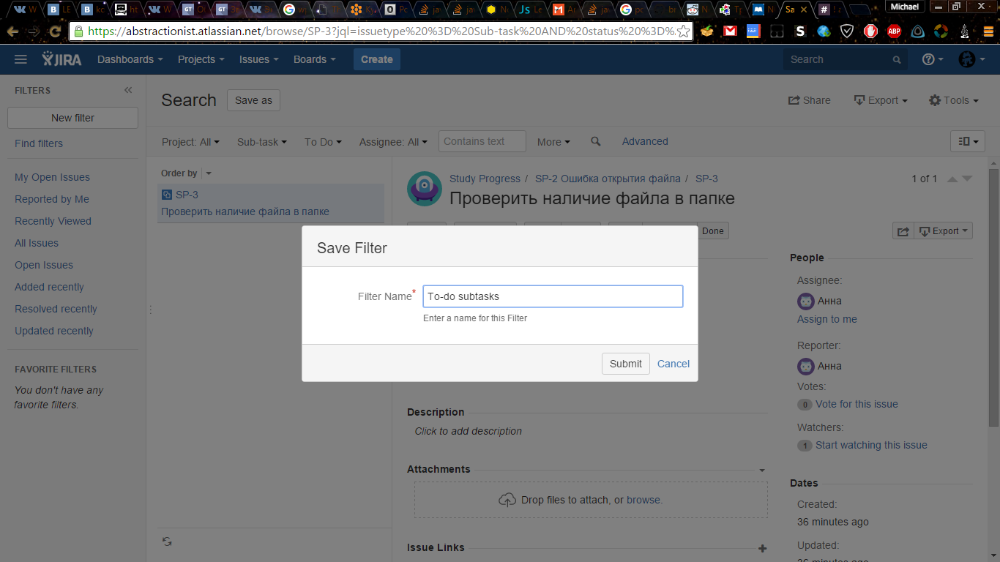 Michael
https://abstractionist.atlassian.net/browse/SP-3?jql=issuetype%20%3D%20Sub-task%20AND%20status%20%3D%
JIRA Dashboards Projects Issues Boards Create Search
FILTERS
New filter
Find filters
My Open Issues
Reported by Me
Recently Viewed
All Issues
Open Issues
Added recently
Resolved recently
Updated recently
FAVORITE FILTERS
You don't have any
favorite filters.
Search Save as Share Export Tools
Project: All Sub-task To Do Assignee: All Contains text More Advanced
Order by
SP-3
Проверить наличие файла в папке
Study Progress / SP-2 Ошибка открытия файла / SP-3 1 of 1
Проверить наличие файла в папке
Done Export
Save Filter
Filter Name*
To-do subtasks
Enter a name for this Filter
Submit Cancel
Description
Click to add description
Attachments
Drop files to attach, or browse.
Issue Links
People
Assignee:
Анна
Assign to me
Reporter:
Анна
Votes:
0 Vote for this issue
Watchers:
1 Start watching this issue
Dates
Created:
36 minutes ago
Updated:
36 minutes ago